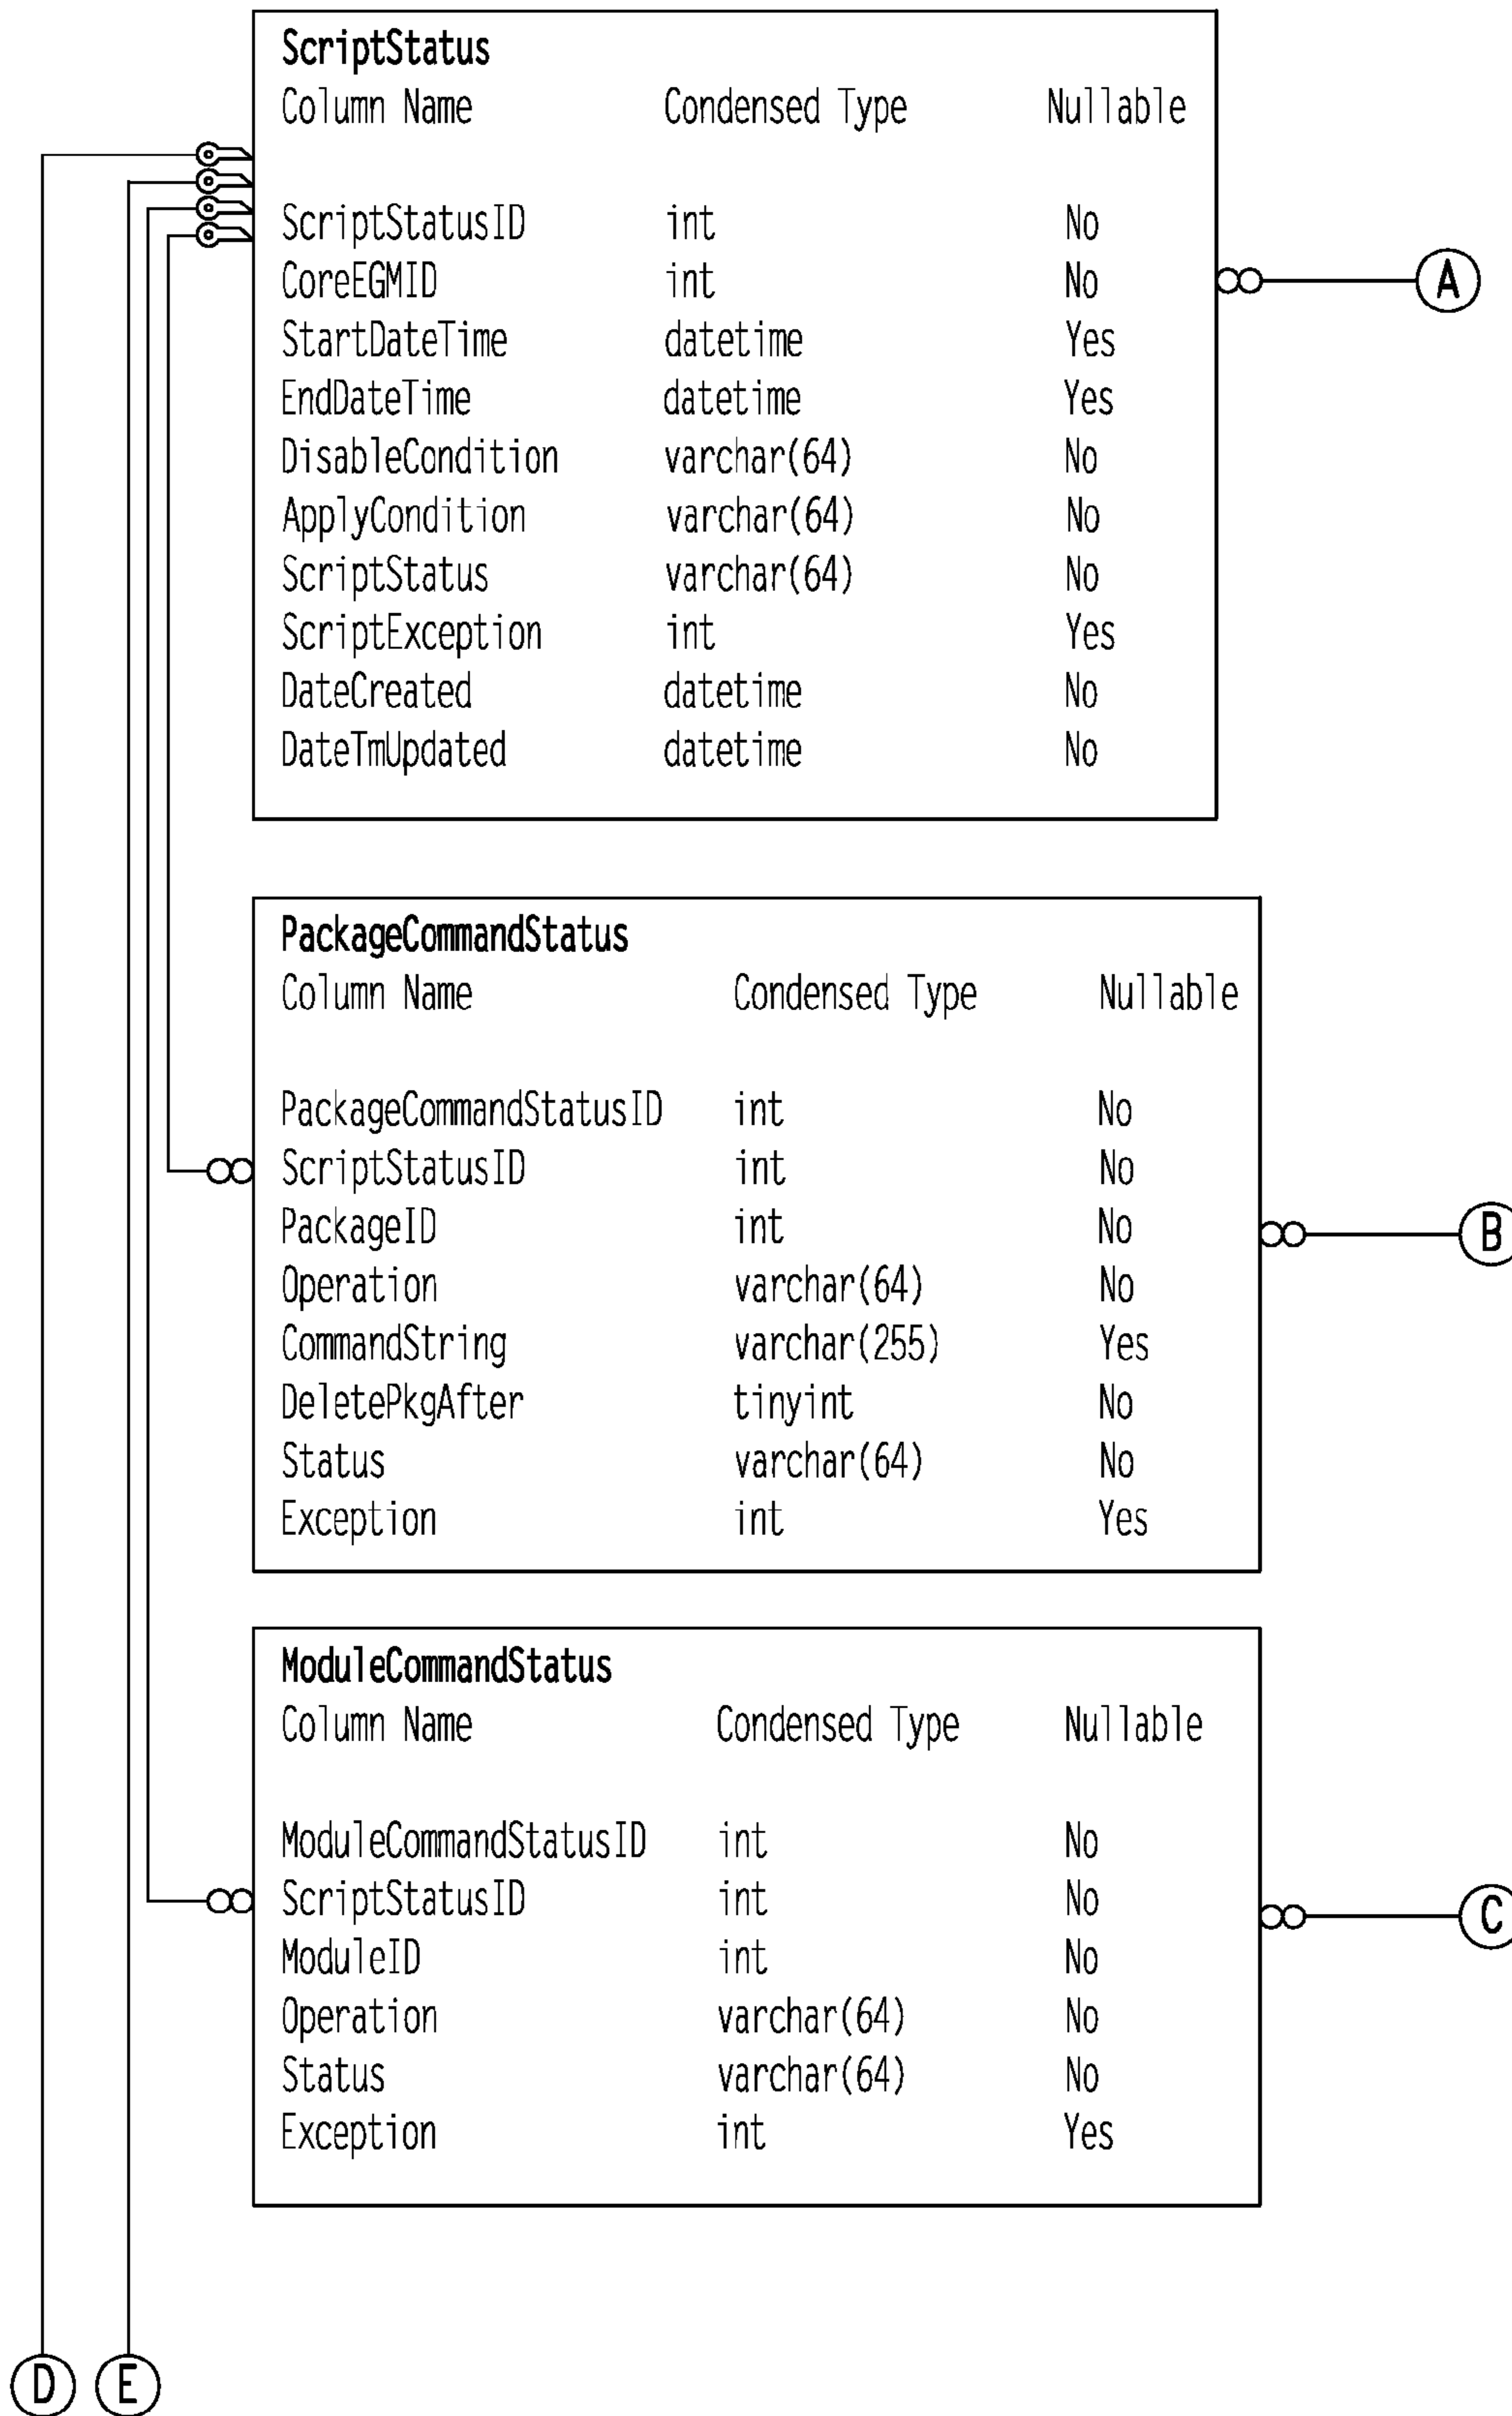 ScriptStatus
Column Name Condensed Type Nullable
ScriptStatusID int No
CoreEGMID int No
A
StartDateTime datetime Yes
EndDateTime datetime Yes
DisableCondition varchar(64) No
ApplyCondition varchar(64) No
ScriptStatus varchar(64) No
ScriptException int Yes
DateCreated datetime No
DateTmUpdated datetime No
PackageCommandStatus
Column Name Condensed Type Nullable
PackageCommandStatusID int No
ScriptStatusID int No
PackageID int No
B
Operation varchar(64) No
CommandString varchar(255) Yes
DeletePkgAfter tinyint No
Status varchar(64) No
Exception int Yes
ModuleCommandStatus
Column Name Condensed Type Nullable
ModuleCommandStatusID int No
ScriptStatusID int No
C
ModuleID int No
Operation varchar(64) No
Status varchar(64) No
Exception int Yes
D E